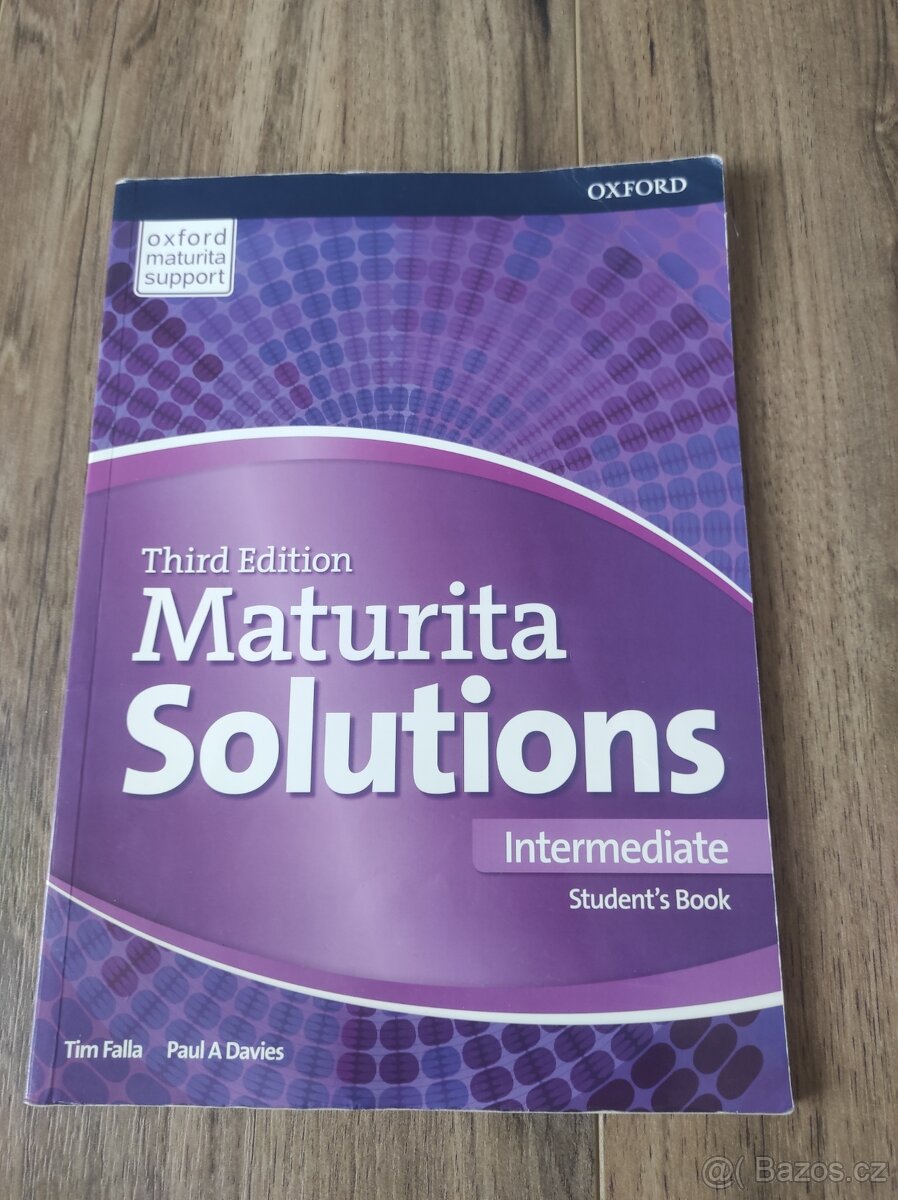 OXFORD
oxford
maturita
support
Third Edition
Maturita
Solutions
Intermediate
Student's Book
Tim Falla Paul A Davies
@( Bazos.cz